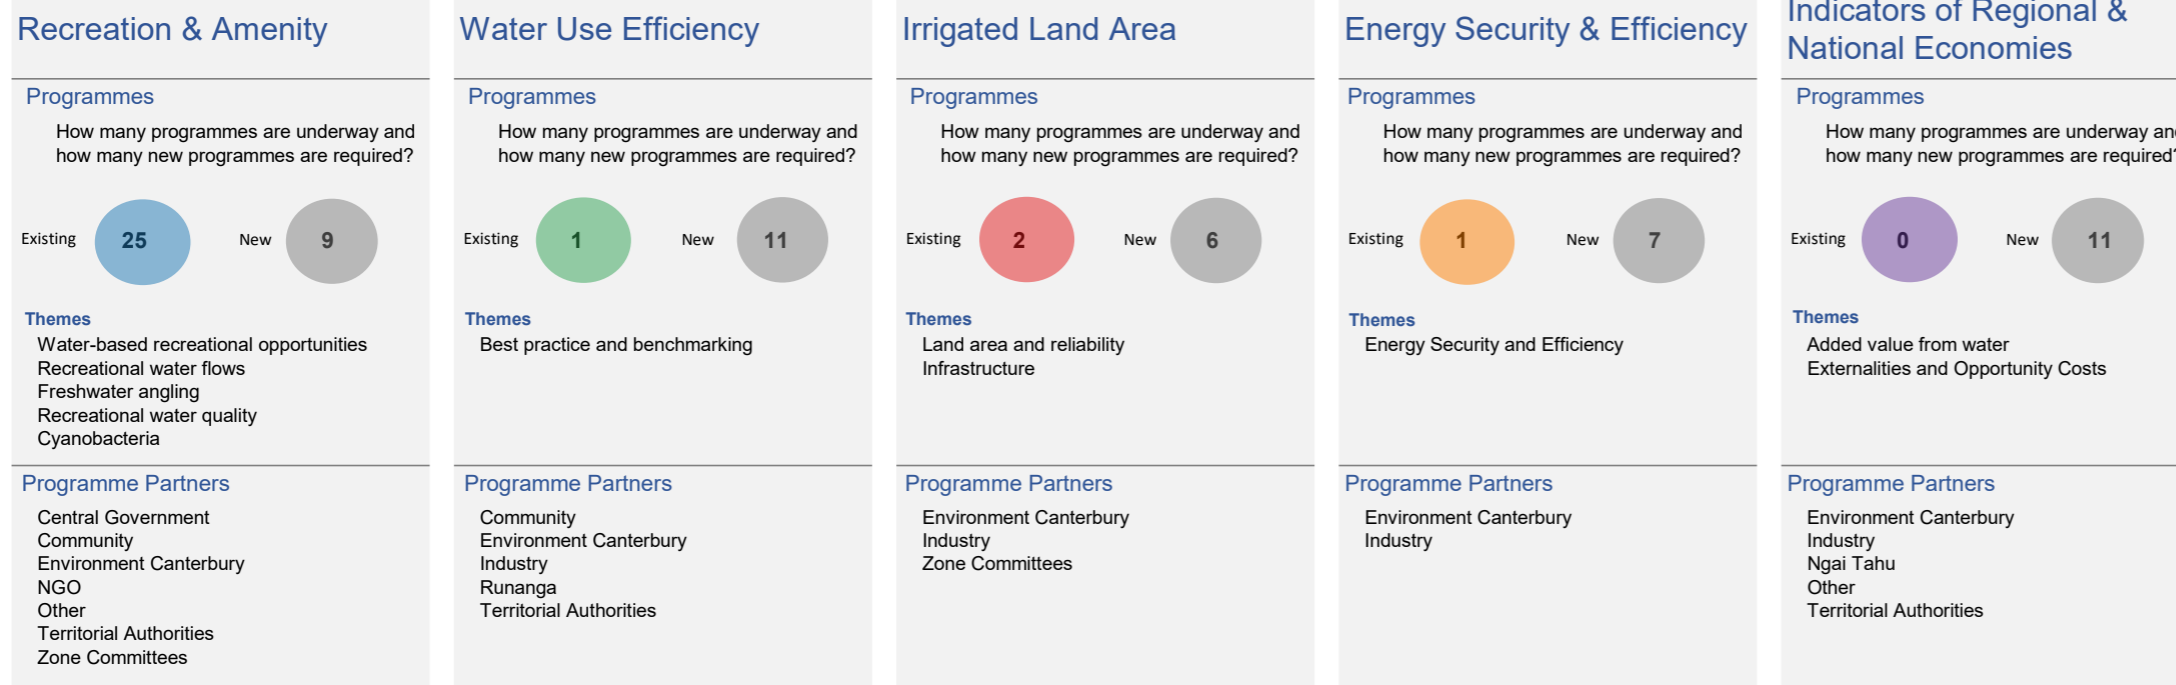 Recreation & Amenity
Programmes
How many programmes are underway and
how many new programmes are required?
Existing 25 New 9
Themes
Water-based recreational opportunities
Recreational water flows
Freshwater angling
Recreational water quality
Cyanobacteria
Programme Partners
Central Government
Community
Environment Canterbury
NGO
Other
Territorial Authorities
Zone Committees
Water Use Efficiency
Programmes
How many programmes are underway and
how many new programmes are required?
Existing 1 New 11
Themes
Best practice and benchmarking
Programme Partners
Community
Environment Canterbury
Industry
Runanga
Territorial Authorities
Irrigated Land Area
Programmes
How many programmes are underway and
how many new programmes are required?
Existing 2 New 6
Themes
Land area and reliability
Infrastructure
Programme Partners
Environment Canterbury
Industry
Zone Committees
Energy Security & Efficiency
Programmes
How many programmes are underway and
how many new programmes are required?
Existing 1 New 7
Themes
Energy Security and Efficiency
Programme Partners
Environment Canterbury
Industry
Indicators of Regional &
National Economies
Programmes
How many programmes are underway and
how many new programmes are required?
Existing 0 New 11
Themes
Added value from water
Externalities and Opportunity Costs
Programme Partners
Environment Canterbury
Industry
Ngai Tahu
Other
Territorial Authorities